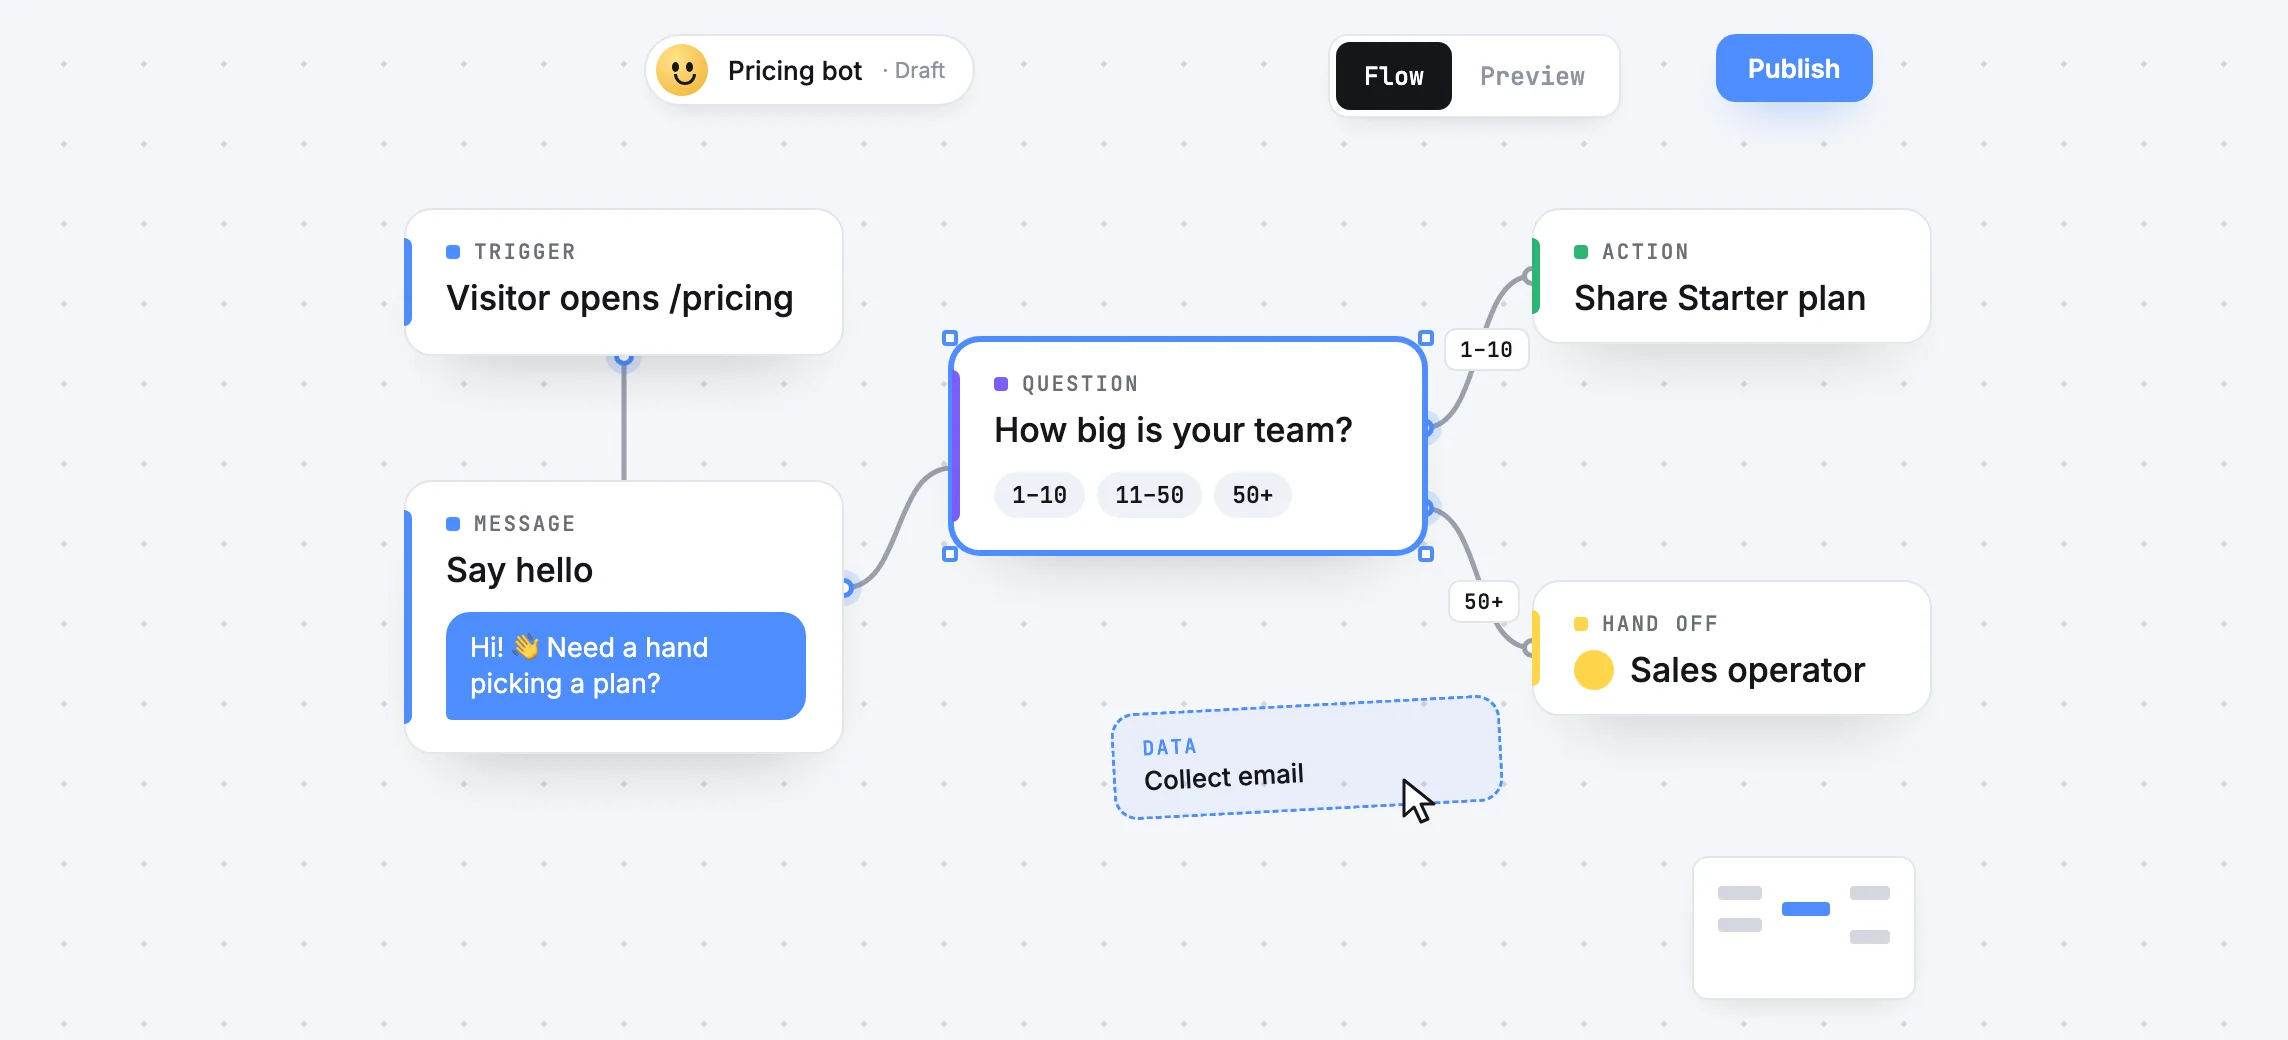 Pricing bot · Draft
Flow
Preview
Publish
TRIGGER
Visitor opens /pricing
MESSAGE
Say hello
Hi! 👋 Need a hand
picking a plan?
QUESTION
How big is your team?
1–10
11–50
50+
1–10
50+
ACTION
Share Starter plan
HAND OFF
Sales operator
DATA
Collect email